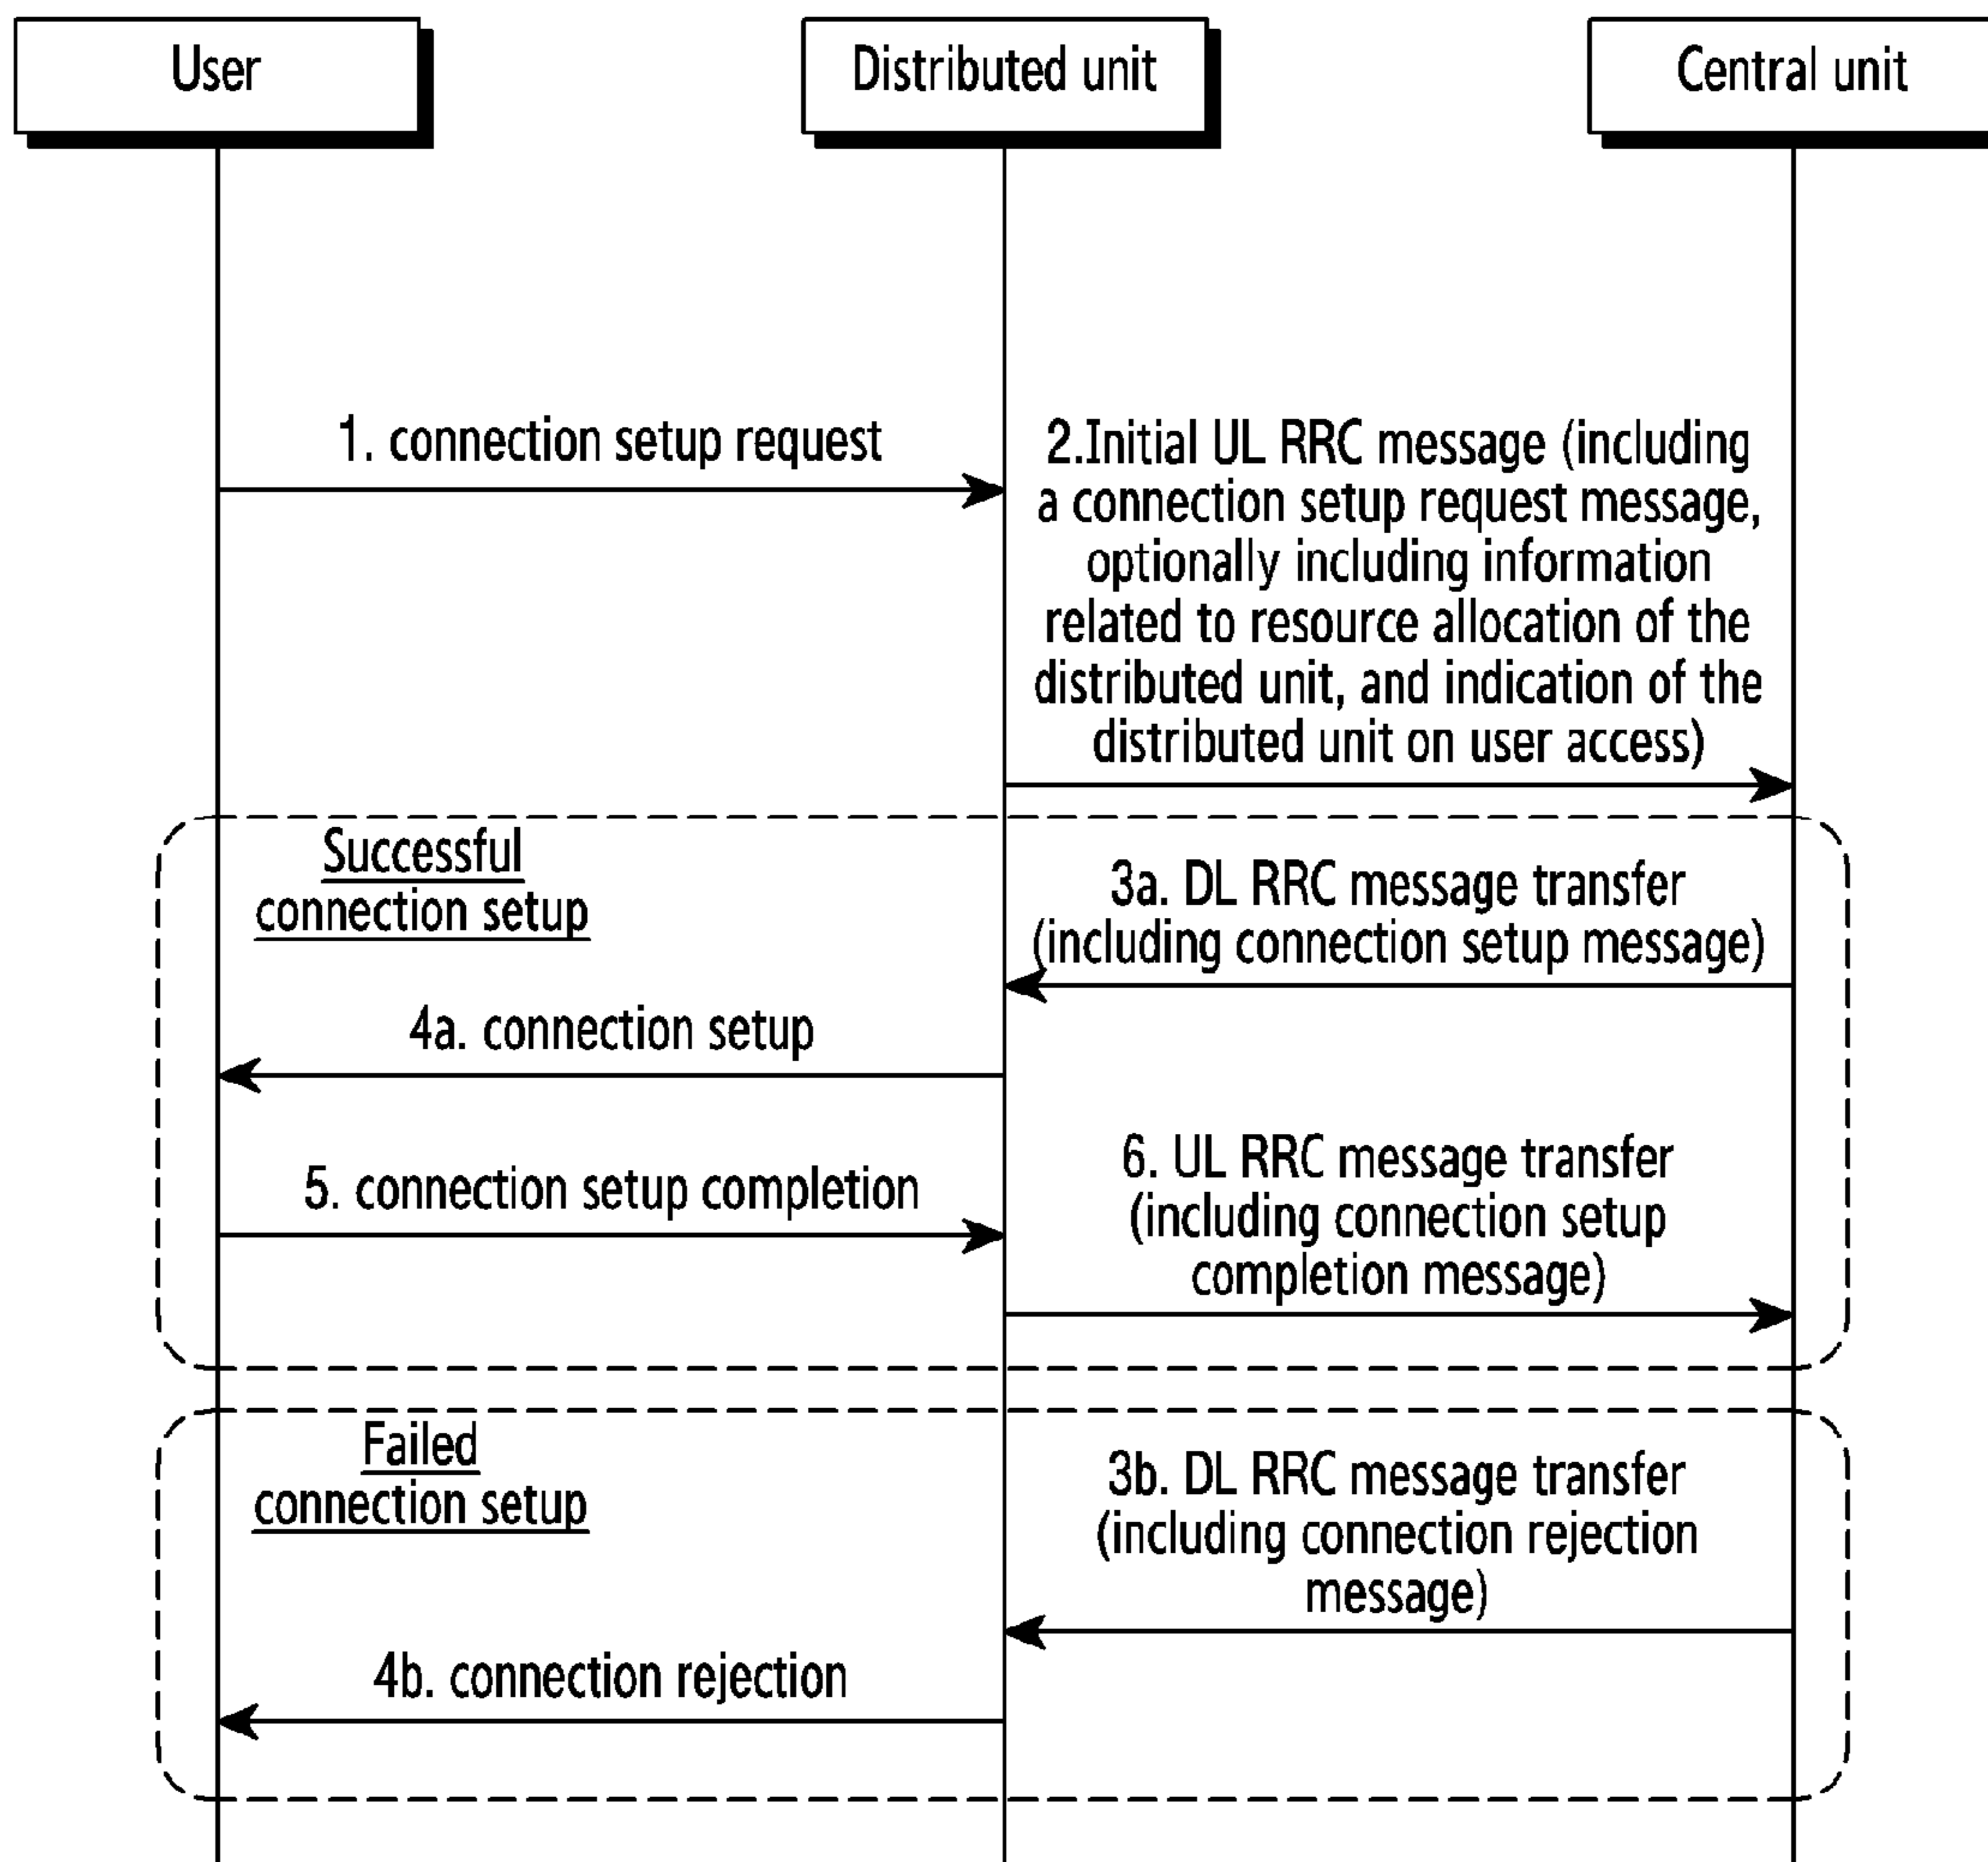 User
Distributed unit
Central unit
1. connection setup request
2.Initial UL RRC message (including
a connection setup request message,
optionally including information
related to resource allocation of the
distributed unit, and indication of the
distributed unit on user access)
Successful
connection setup
3a. DL RRC message transfer
(including connection setup message)
4a. connection setup
5. connection setup completion
6. UL RRC message transfer
(including connection setup
completion message)
Failed
connection setup
3b. DL RRC message transfer
(including connection rejection
message)
4b. connection rejection